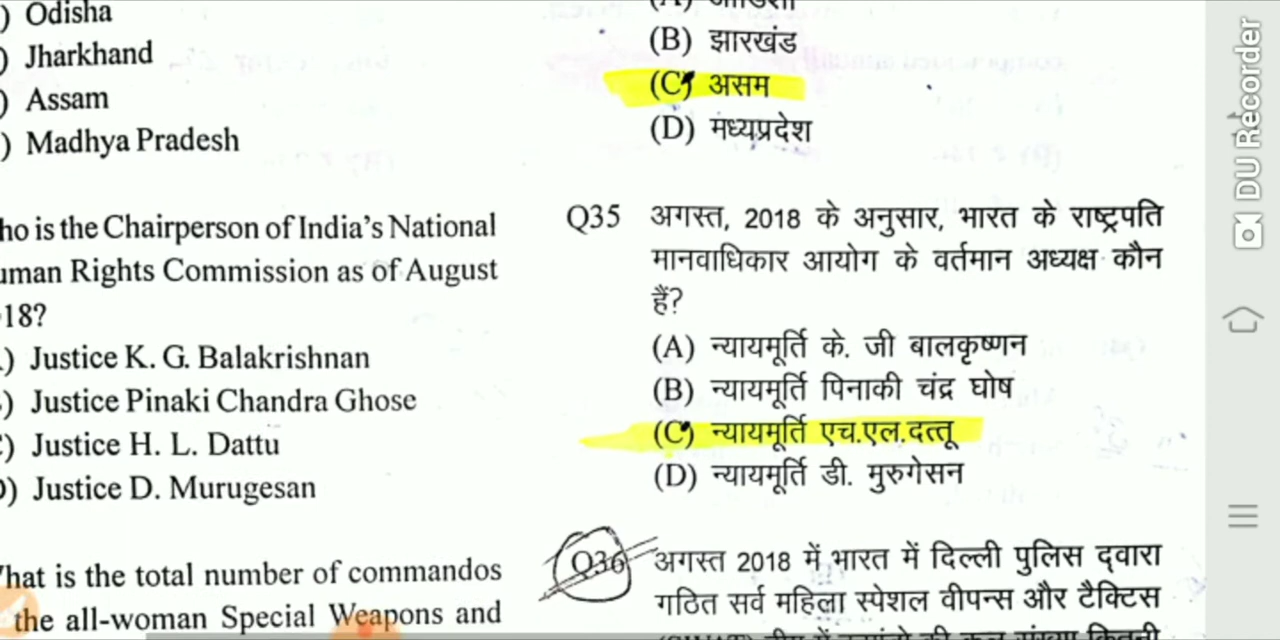 ) Odisha
) Jharkhand
) Assam
) Madhya Pradesh
ho is the Chairperson of India's National
uman Rights Commission as of August
18?
) Justice K. G. Balakrishnan
) Justice Pinaki Chandra Ghose
) Justice H. L. Dattu
) Justice D. Murugesan
hat is the total number of commandos
the all-woman Special Weapons and
(B) झारखंड
(C) असम
(D) मध्यप्रदेश
Q35 अगस्त, 2018 के अनुसार, भारत के राष्ट्रपति
मानवाधिकार आयोग के वर्तमान अध्यक्ष कौन
हैं?
(A) न्यायमूर्ति के. जी बालकृष्णन
(B) न्यायमूर्ति पिनाकी चंद्र घोष
(C) न्यायमूर्ति एच.एल.दत्तू
(D) न्यायमूर्ति डी. मुरुगेसन
Q36 अगस्त 2018 में भारत में दिल्ली पुलिस द्वारा
गठित सर्व महिला स्पेशल वीपन्स और टैक्टिस
DU Recorder